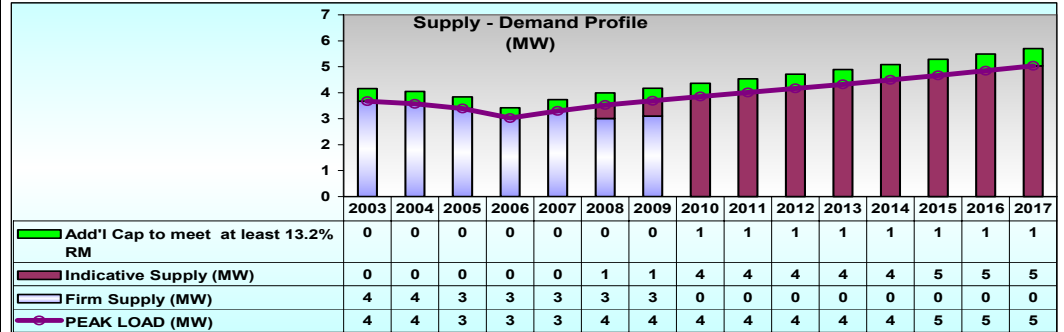 Supply - Demand Profile
(MW)
7
6
5
4
3
2
1
0
2003 2004 2005 2006 2007 2008 2009 2010 2011 2012 2013 2014 2015 2016 2017
Add'l Cap to meet at least 13.2% RM 0 0 0 0 0 0 0 1 1 1 1 1 1 1 1
Indicative Supply (MW) 0 0 0 0 0 1 1 4 4 4 4 4 5 5 5
Firm Supply (MW) 4 4 3 3 3 3 3 0 0 0 0 0 0 0 0
PEAK LOAD (MW) 4 4 3 3 3 4 4 4 4 4 4 4 5 5 5